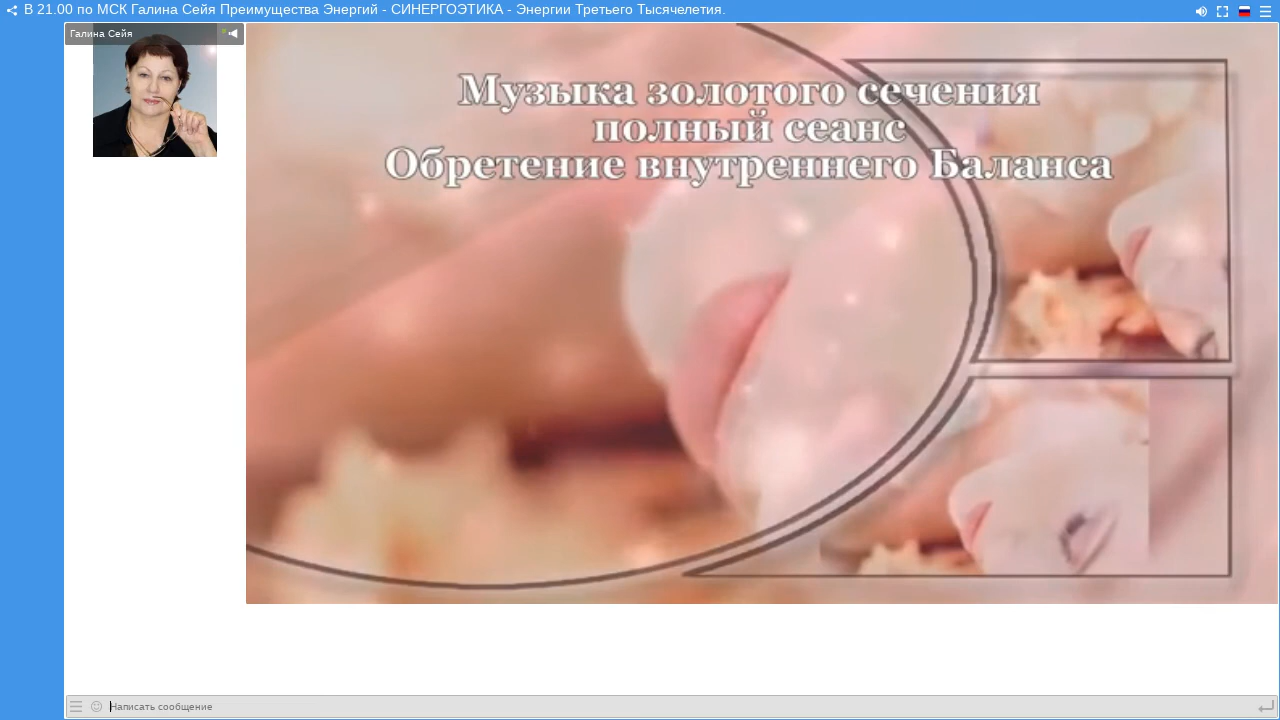 В 21.00 по МСК Галина Сейя Преимущества Энергий - СИНЕРГОЭТИКА - Энергии Третьего Тысячелетия.
Галина Сейя
Музыка золотого сечения
полный сеанс
Обретение внутреннего Баланса
Написать сообщение